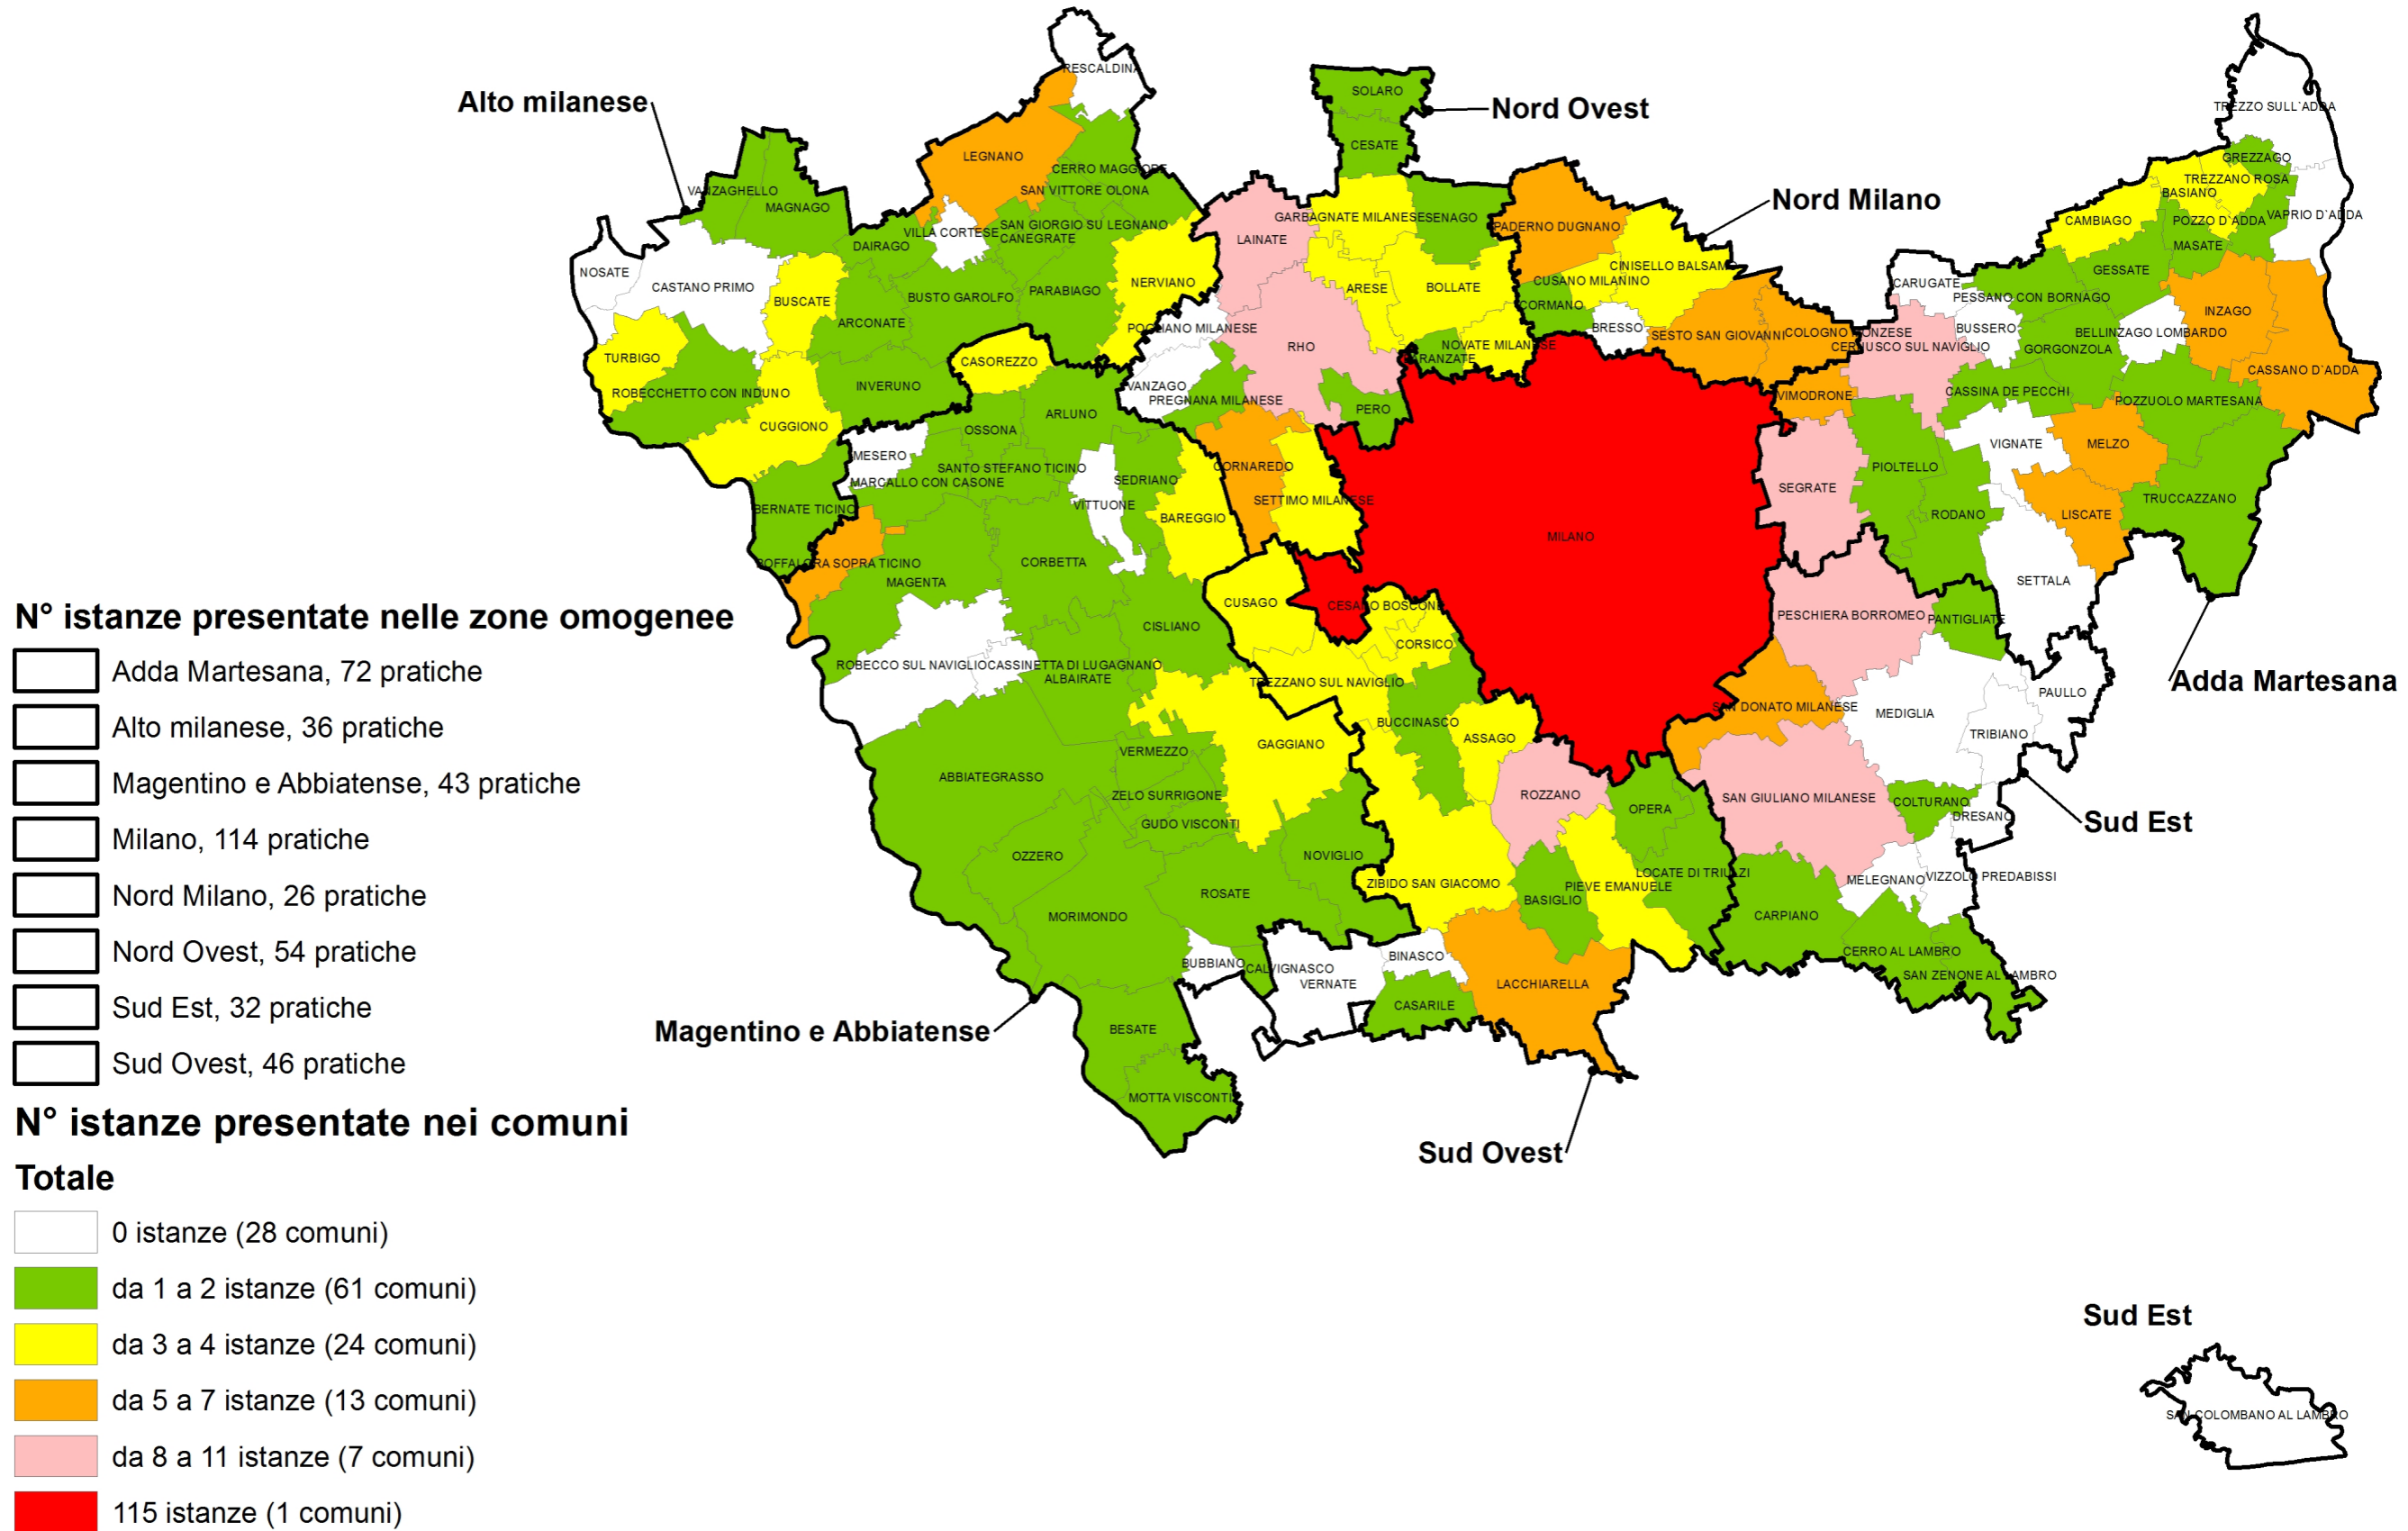 Alto milanese
Nord Ovest
Nord Milano
RESCALDINA
SOLARO
CESATE
TREZZO SULL'ADDA
LEGNANO
CERRO MAGGIORE
SAN VITTORE OLONA
VANZAGHELLO
MAGNAGO
SAN GIORGIO SU LEGNANO
CANEGRATE
VILLA CORTESE
DAIRAGO
NOSATE
CASTANO PRIMO
BUSCATE
BUSTO GAROLFO
PARABIAGO
NERVIANO
ARCONATE
TURBIGO
ROBECCHETTO CON INDUNO
CUGGIONO
INVERUNO
CASOREZZO
GARBAGNATE MILANESE
SENAGO
LAINATE
ARESE
BOLLATE
POGLIANO MILANESE
RHO
NOVATE MILANESE
BARANZATE
VANZAGO
PREGNANA MILANESE
PERO
CORNAREDO
SETTIMO MILANESE
PADERNO DUGNANO
CINISELLO BALSAMO
CUSANO MILANINO
CORMANO
BRESSO
SESTO SAN GIOVANNI
COLOGNO MONZESE
GREZZAGO
TREZZANO ROSA
BASIANO
CAMBIAGO
POZZO D'ADDA
VAPRIO D'ADDA
MASATE
GESSATE
CARUGATE
PESSANO CON BORNAGO
BUSSERO
BELLINZAGO LOMBARDO
INZAGO
CERNUSCO SUL NAVIGLIO
GORGONZOLA
CASSANO D'ADDA
VIMODRONE
CASSINA DE PECCHI
POZZUOLO MARTESANA
VIGNATE
MELZO
PIOLTELLO
SEGRATE
RODANO
LISCATE
TRUCCAZZANO
SETTALA
MILANO
ARLUNO
OSSONA
MESERO
SANTO STEFANO TICINO
MARCALLO CON CASONE
SEDRIANO
VITTUONE
BAREGGIO
BERNATE TICINO
BOFFALORA SOPRA TICINO
MAGENTA
CORBETTA
CISLIANO
ROBECCO SUL NAVIGLIO
CASSINETTA DI LUGAGNANO
ALBAIRATE
ABBIATEGRASSO
VERMEZZO
ZELO SURRIGONE
GUDO VISCONTI
GAGGIANO
OZZERO
NOVIGLIO
ROSATE
MORIMONDO
BUBBIANO
CALVIGNASCO
BESATE
MOTTA VISCONTI
CUSAGO
CESANO BOSCONE
CORSICO
TREZZANO SUL NAVIGLIO
BUCCINASCO
ASSAGO
ROZZANO
OPERA
ZIBIDO SAN GIACOMO
BASIGLIO
PIEVE EMANUELE
LOCATE DI TRIULZI
BINASCO
VERNATE
CASARILE
LACCHIARELLA
PESCHIERA BORROMEO
PANTIGLIATE
SAN DONATO MILANESE
MEDIGLIA
PAULLO
TRIBIANO
SAN GIULIANO MILANESE
COLTURANO
DRESANO
MELEGNANO
VIZZOLO PREDABISSI
CARPIANO
CERRO AL LAMBRO
SAN ZENONE AL LAMBRO
Adda Martesana
Sud Est
Magentino e Abbiatense
Sud Ovest
Sud Est
SAN COLOMBANO AL LAMBRO
N° istanze presentate nelle zone omogenee
Adda Martesana, 72 pratiche
Alto milanese, 36 pratiche
Magentino e Abbiatense, 43 pratiche
Milano, 114 pratiche
Nord Milano, 26 pratiche
Nord Ovest, 54 pratiche
Sud Est, 32 pratiche
Sud Ovest, 46 pratiche
N° istanze presentate nei comuni
Totale
0 istanze (28 comuni)
da 1 a 2 istanze (61 comuni)
da 3 a 4 istanze (24 comuni)
da 5 a 7 istanze (13 comuni)
da 8 a 11 istanze (7 comuni)
115 istanze (1 comuni)